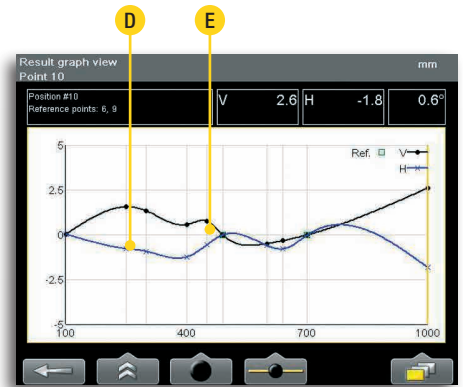 D E
Result graph view mm
Point 10
Position #10
Reference points: 6, 9
V 2.6 H -1.8 0.6°
Ref. V
H
5
2.5
0
-2.5
-5
100 400 700 1000